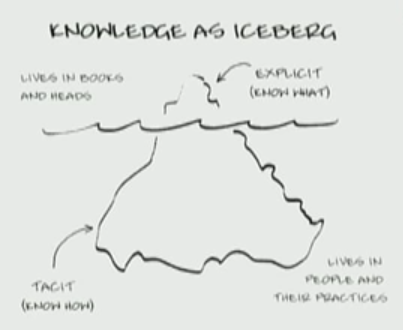 KNOWLEDGE AS ICEBERG
LIVES IN BOOKS
AND HEADS
EXPLICIT
(KNOW WHAT)
TACIT
(KNOW HOW)
LIVES IN
PEOPLE AND
THEIR PRACTICES